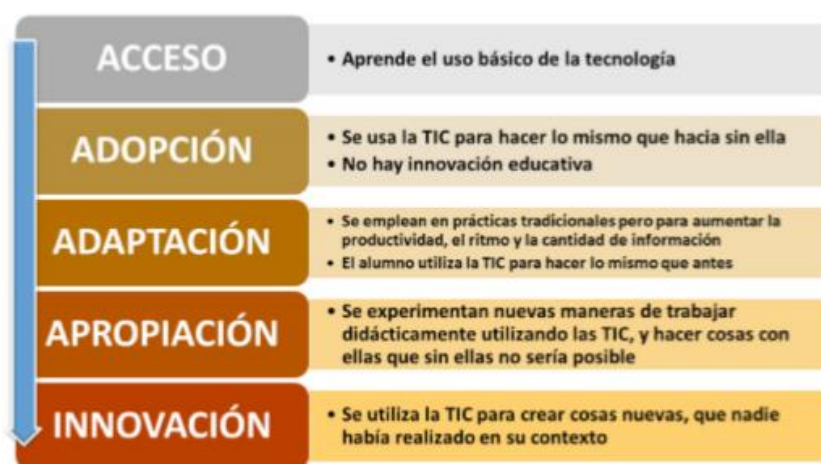 ACCESO
• Aprende el uso básico de la tecnología
ADOPCIÓN
• Se usa la TIC para hacer lo mismo que hacia sin ella
• No hay innovación educativa
ADAPTACIÓN
• Se emplean en prácticas tradicionales pero para aumentar la
productividad, el ritmo y la cantidad de información
• El alumno utiliza la TIC para hacer lo mismo que antes
APROPIACIÓN
• Se experimentan nuevas maneras de trabajar
didácticamente utilizando las TIC, y hacer cosas con
ellas que sin ellas no sería posible
INNOVACIÓN
• Se utiliza la TIC para crear cosas nuevas, que nadie
había realizado en su contexto